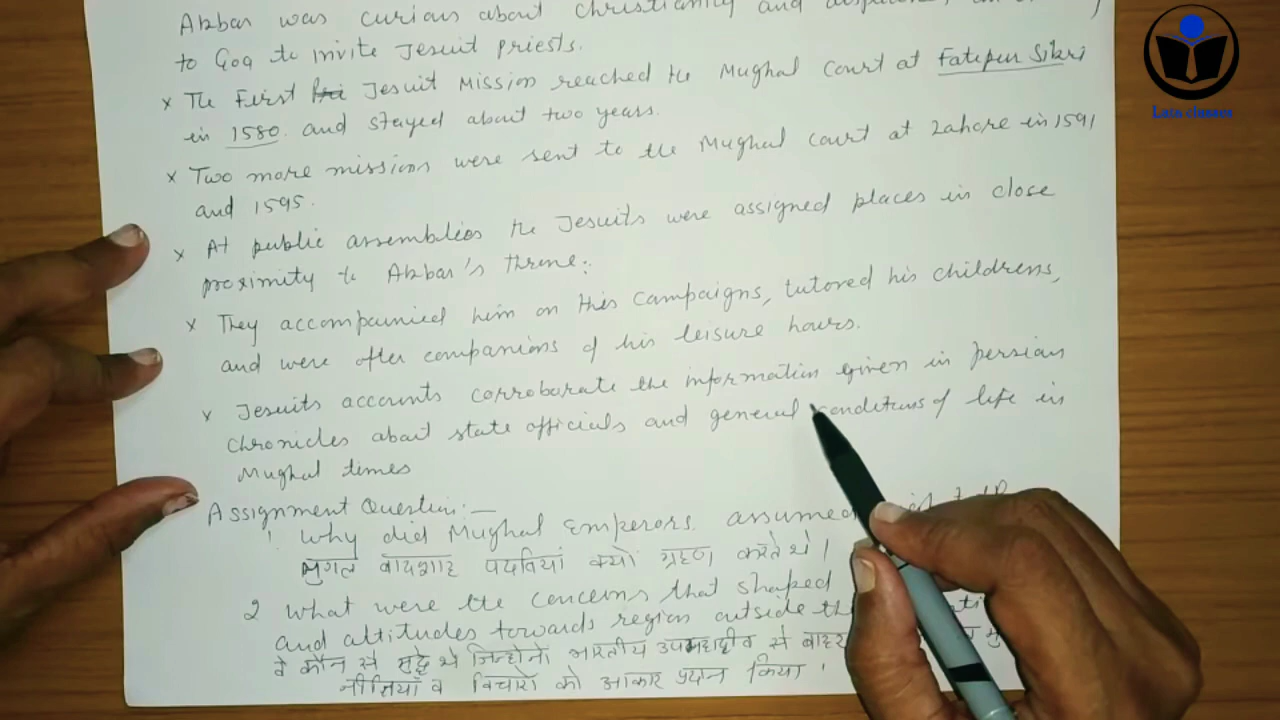 Akbar was curious about Christianity and
to Goa to invite Jesuit priests.
x The First Jesuit Mission reached the Mughal Court at Fatepur Sikri
in 1580. and stayed about two years.
x Two more mission were sent to the Mughal court at Lahore in 1591
and 1595.
x At public assemblies the Jesuits were assigned places in close
proximity to Akbar's throne:
x They accompanied him on this campaigns, tutored his childrens,
and were often companions of his leisure hours.
x Jesuits accounts corroborate the information given in persian
chronicles about state officials and general conditions of life in
Mughal times
Assignment Question:-
1 Why did Mughal Emperors assumed
मुगल बादशाह पदवियां क्यों ग्रहण करते थे।
2 What were the concerns that shaped
and attitudes towards region outside the
वे कौन से मुद्दे थे जिन्होनो भारतीय उपमहाद्वीप से बाहर
नीतियां व विचारो को आकार प्रदान किया।
Lara classes